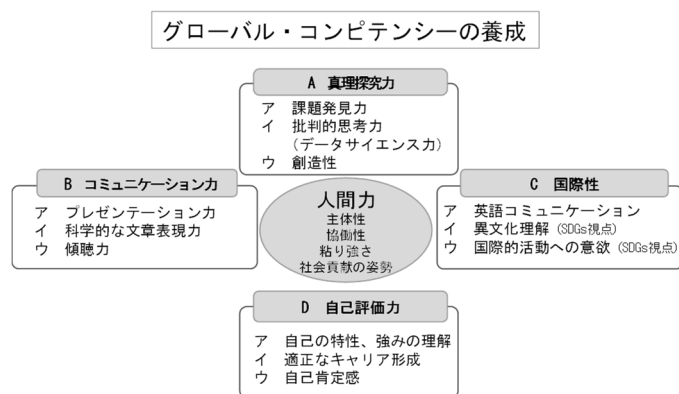 グローバル・コンピテンシーの養成
A 真理探究力
ア 課題発見力
イ 批判的思考力
(データサイエンス力)
ウ 創造性
B コミュニケーション力
ア プレゼンテーション力
イ 科学的な文章表現力
ウ 傾聴力
人間力
主体性
協働性
粘り強さ
社会貢献の姿勢
C 国際性
ア 英語コミュニケーション
イ 異文化理解(SDGs視点)
ウ 国際的活動への意欲(SDGs視点)
D 自己評価力
ア 自己の特性、強みの理解
イ 適正なキャリア形成
ウ 自己肯定感